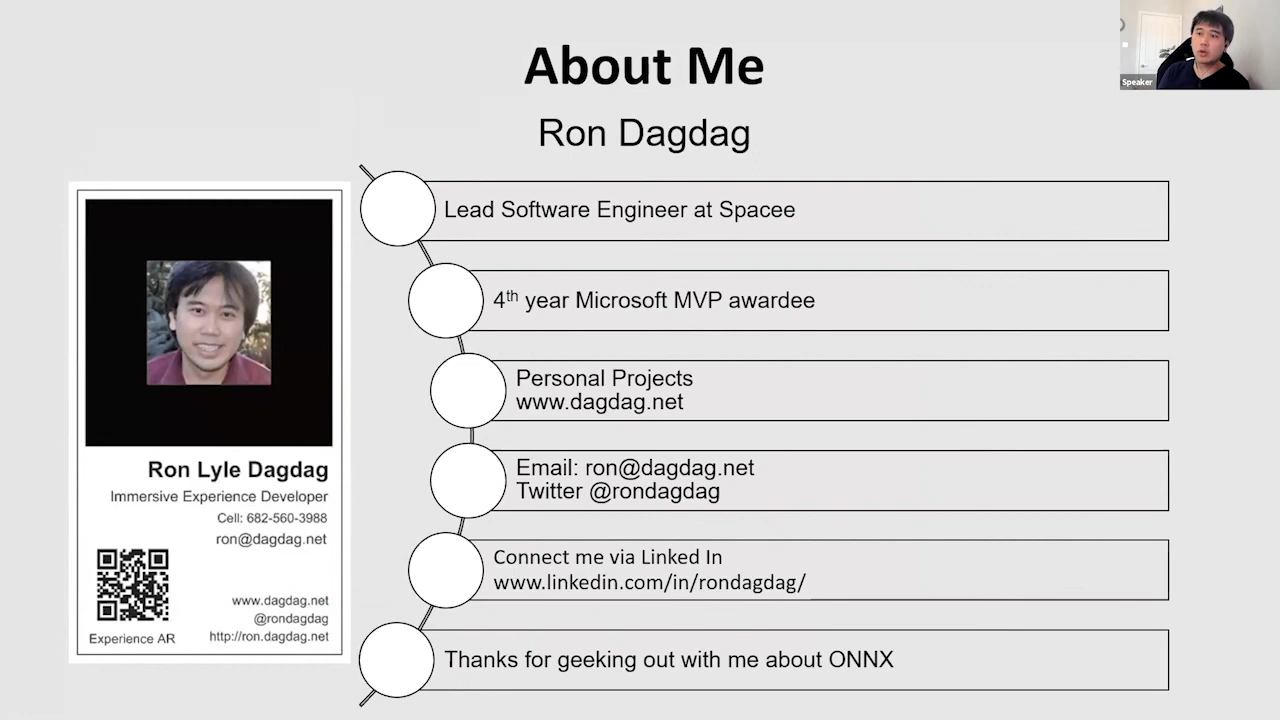 Speaker
About Me
Ron Dagdag
Lead Software Engineer at Spacee
4th year Microsoft MVP awardee
Personal Projects
www.dagdag.net
Email: ron@dagdag.net
Twitter @rondagdag
Connect me via Linked In
www.linkedin.com/in/rondagdag/
Thanks for geeking out with me about ONNX
Ron Lyle Dagdag
Immersive Experience Developer
Cell: 682-560-3988
ron@dagdag.net
www.dagdag.net
@rondagdag
http://ron.dagdag.net
Experience AR